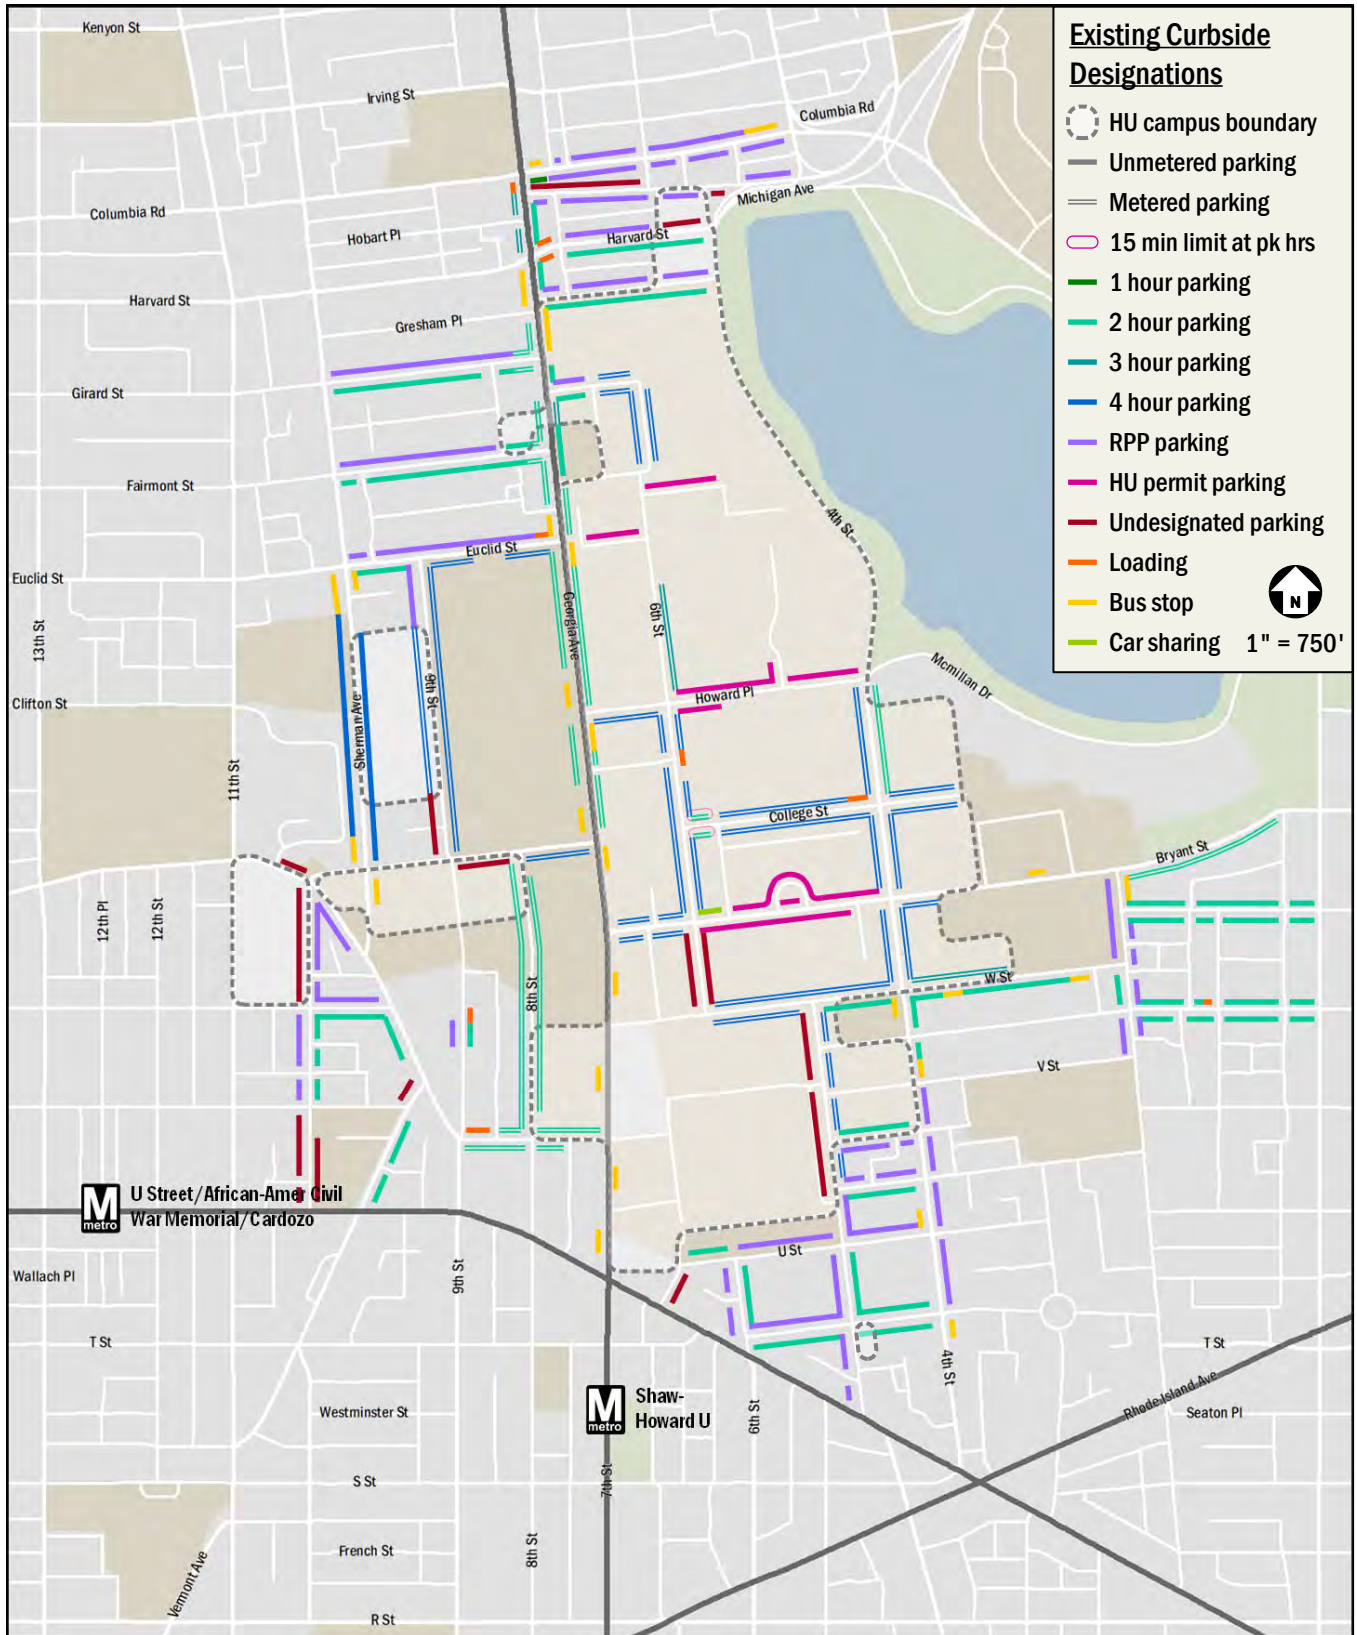 Existing Curbside
Designations
HU campus boundary
Unmetered parking
Metered parking
15 min limit at pk hrs
1 hour parking
2 hour parking
3 hour parking
4 hour parking
RPP parking
HU permit parking
Undesignated parking
Loading
Bus stop
Car sharing
N
1" = 750'
Kenyon St
Irving St
Columbia Rd
Michigan Ave
Columbia Rd
Hobart Pl
Harvard St
Harvard St
Gresham Pl
Girard St
Fairmont St
4th St
Euclid St
Euclid St
13th St
Georgia Ave
6th St
Mcmillan Dr
Howard Pl
9th St
Sherman Ave
Clifton St
11th St
College St
Bryant St
12th Pl
12th St
W St
8th St
V St
M
metro
U Street/African-Amer Civil
War Memorial/Cardozo
U St
Wallach Pl
9th St
T St
T St
4th St
Rhode Island Ave
M
metro
Shaw-
Howard U
6th St
Westminster St
Seaton Pl
7th St
S St
8th St
French St
Vermont Ave
R St